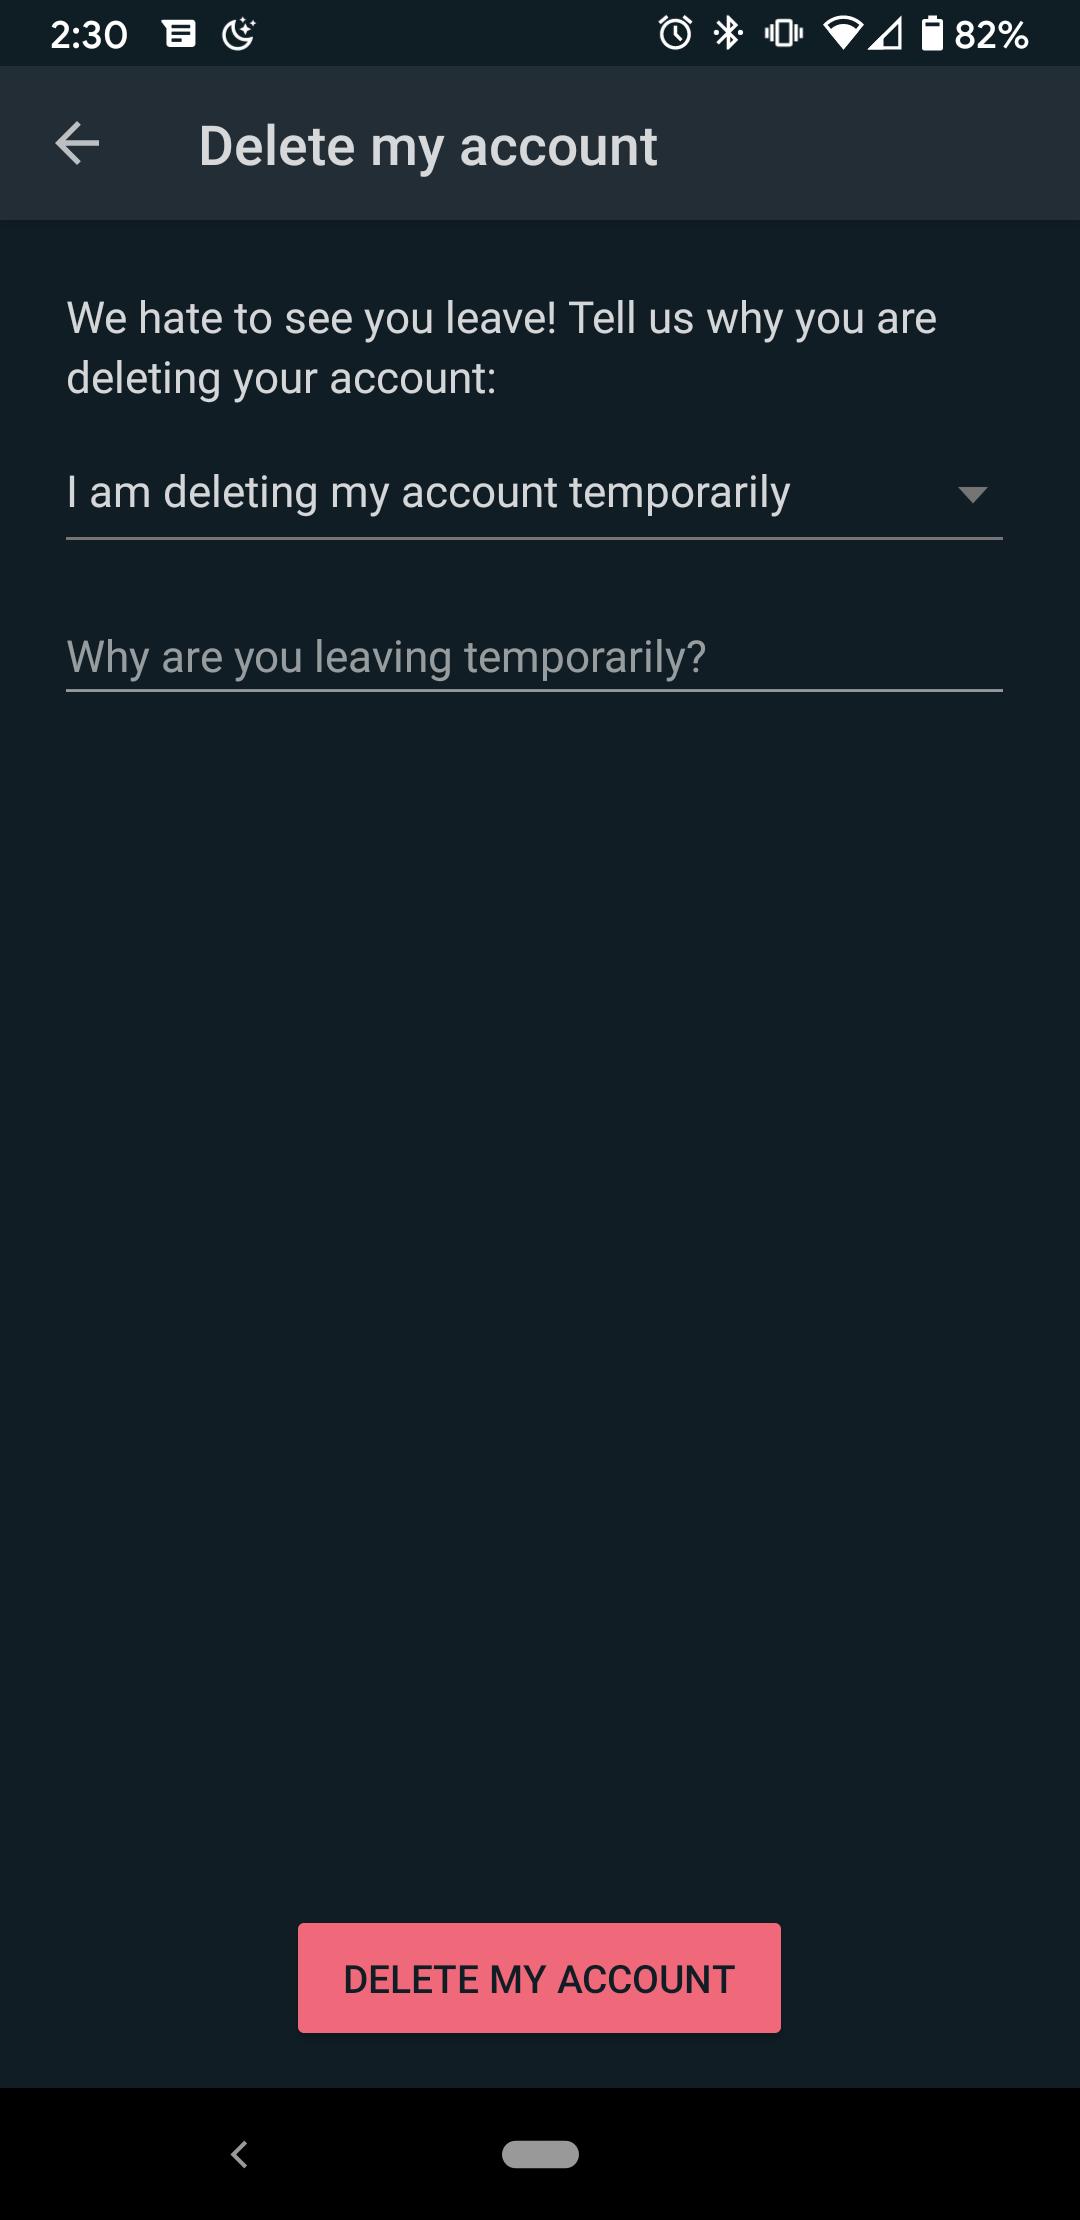 2:30
82%
Delete my account
We hate to see you leave! Tell us why you are
deleting your account:
I am deleting my account temporarily
Why are you leaving temporarily?
DELETE MY ACCOUNT